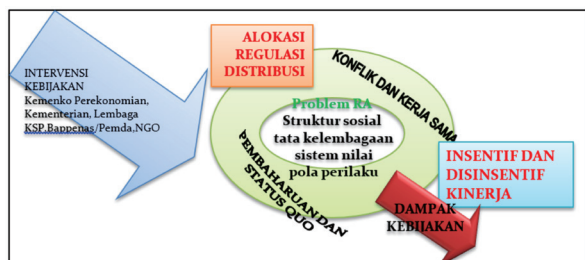 ALOKASI
REGULASI
DISTRIBUSI
INTERVENSI
KEBIJAKAN
Kemenko Perekonomian,
Kementerian, Lembaga
KSP.Bappenas/Pemda,NGO
KONFLIK DAN KERJA SAMA
Problem RA
Struktur sosial
tata kelembagaan
sistem nilai
pola perilaku
PEMBAHARUAN DAN
STATUS QUO
INSENTIF DAN
DISINSENTIF
KINERJA
DAMPAK
KEBIJAKAN